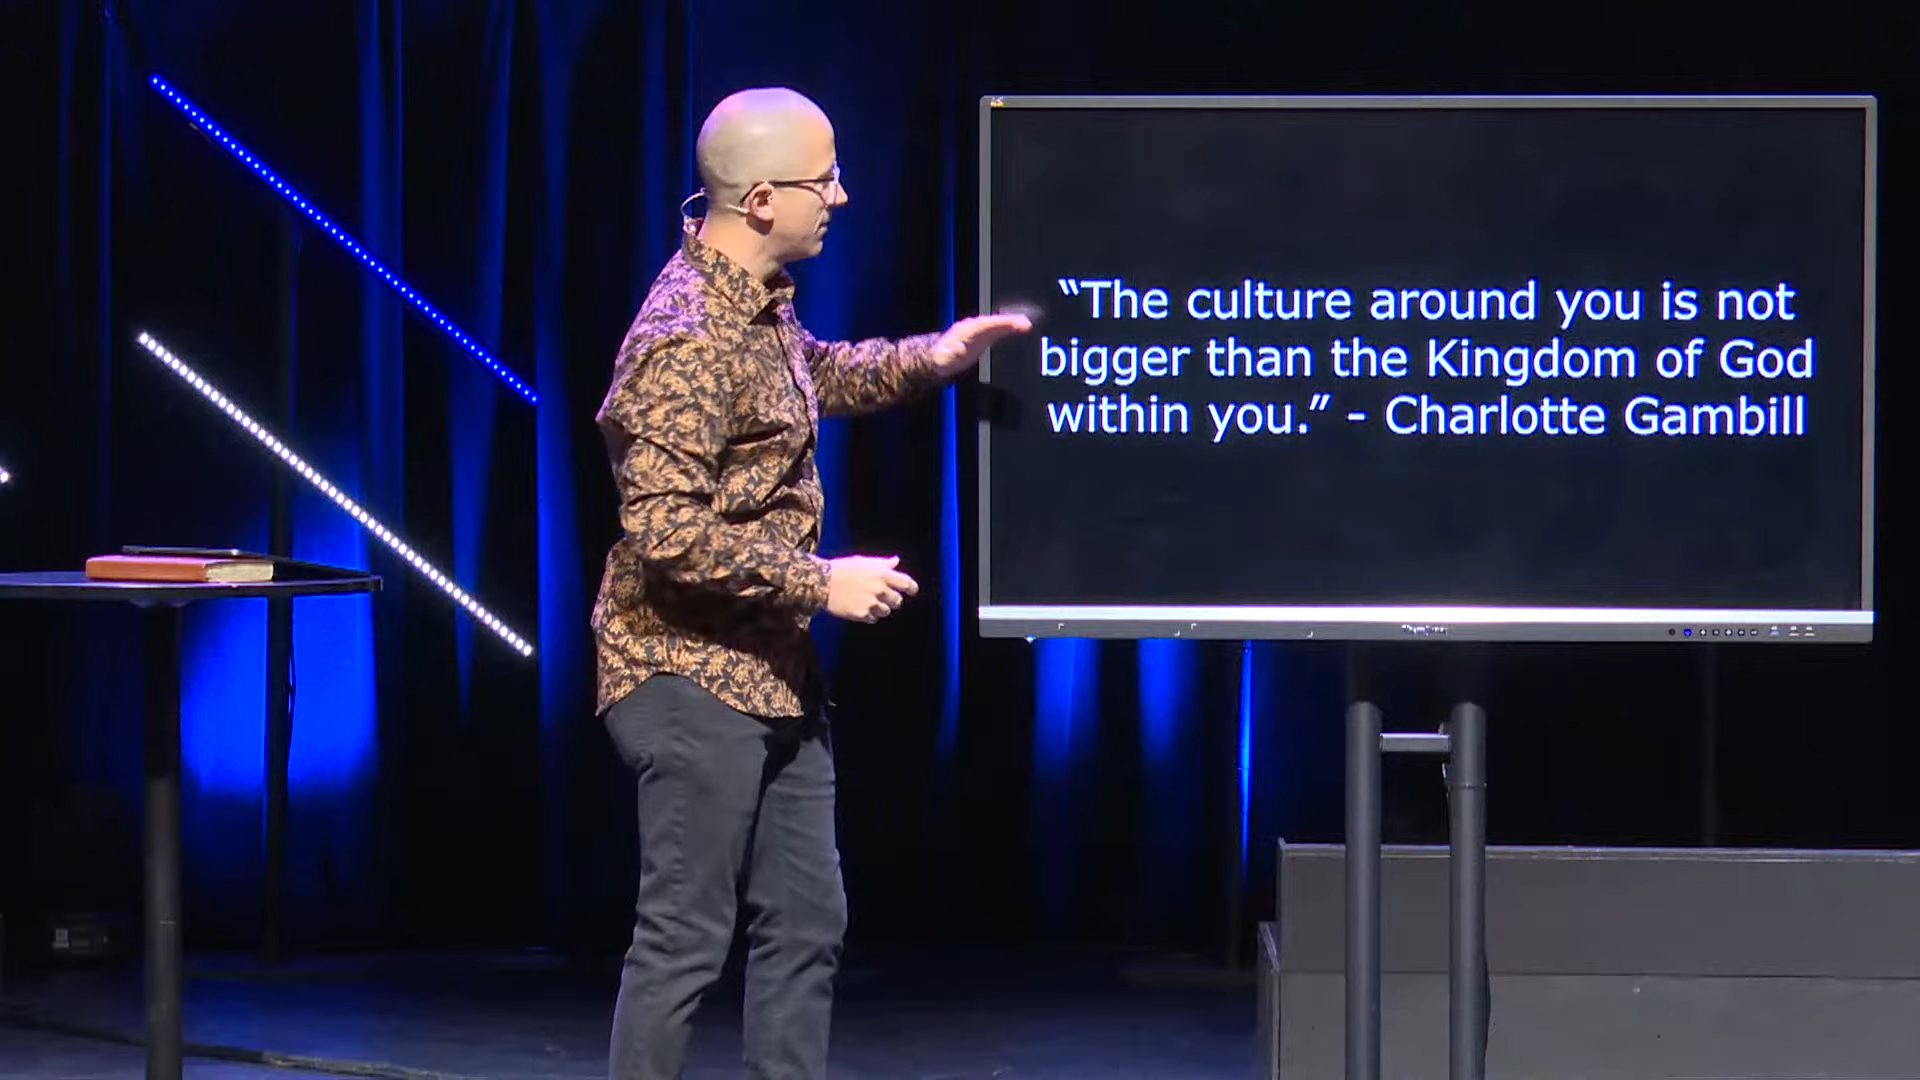 “The culture around you is not
bigger than the Kingdom of God
within you.” - Charlotte Gambill